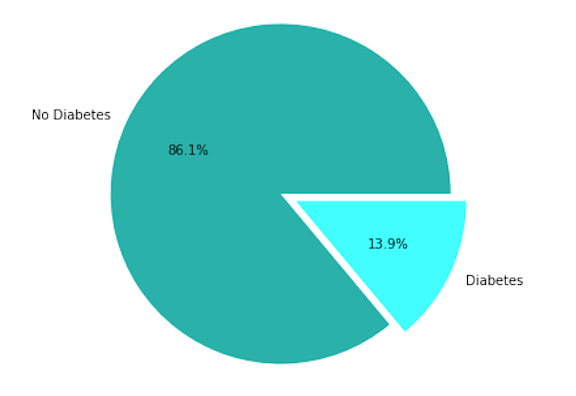 No Diabetes
86.1%
13.9%
Diabetes